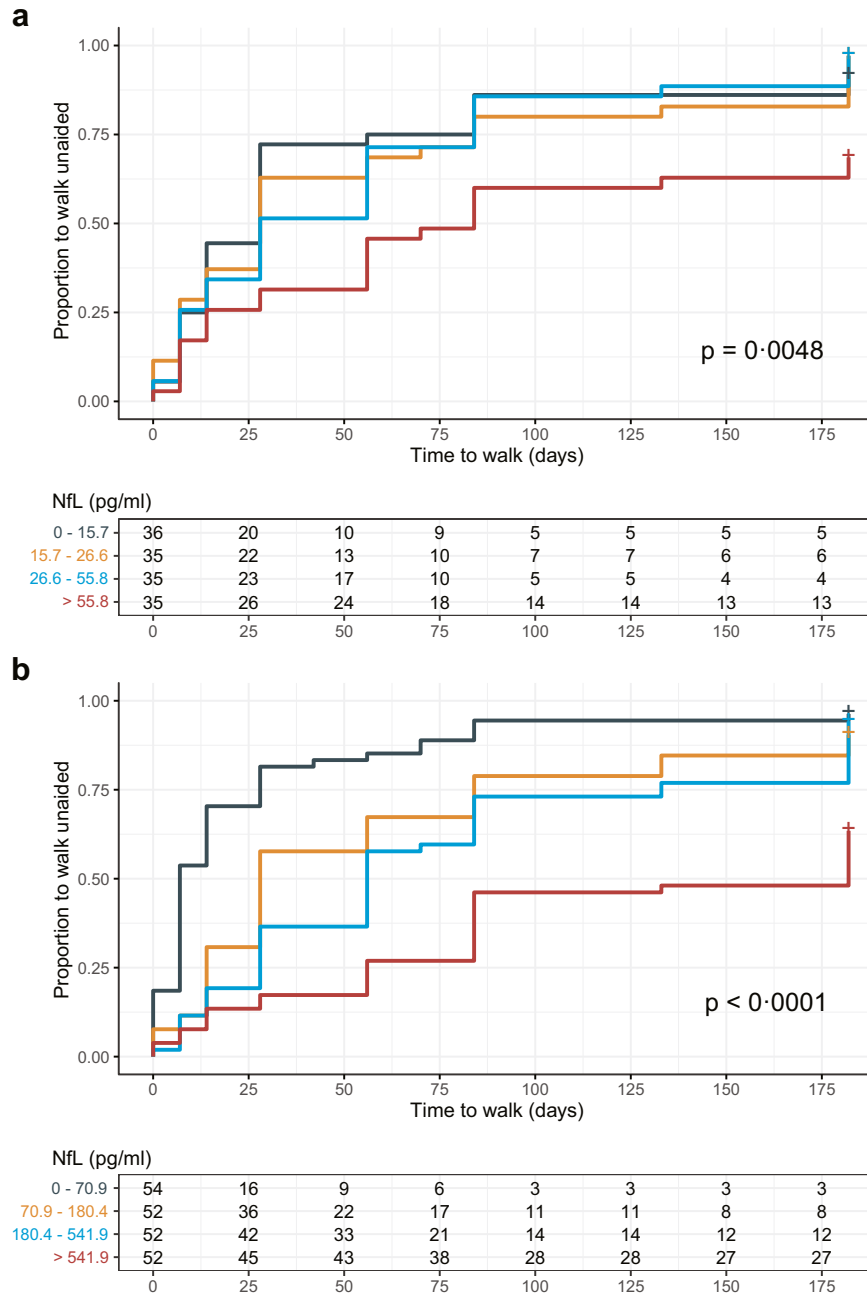 a
1.00
0.75
0.50
0.25
0.00
Proportion to walk unaided
p = 0·0048
0 25 50 75 100 125 150 175
Time to walk (days)
NfL (pg/ml)
0 - 15.7 36 20 10 9 5 5 5 5
15.7 - 26.6 35 22 13 10 7 7 6 6
26.6 - 55.8 35 23 17 10 5 5 4 4
> 55.8 35 26 24 18 14 14 13 13
0 25 50 75 100 125 150 175
b
1.00
0.75
0.50
0.25
0.00
Proportion to walk unaided
p < 0·0001
0 25 50 75 100 125 150 175
Time to walk (days)
NfL (pg/ml)
0 - 70.9 54 16 9 6 3 3 3 3
70.9 - 180.4 52 36 22 17 11 11 8 8
180.4 - 541.9 52 42 33 21 14 14 12 12
> 541.9 52 45 43 38 28 28 27 27
0 25 50 75 100 125 150 175